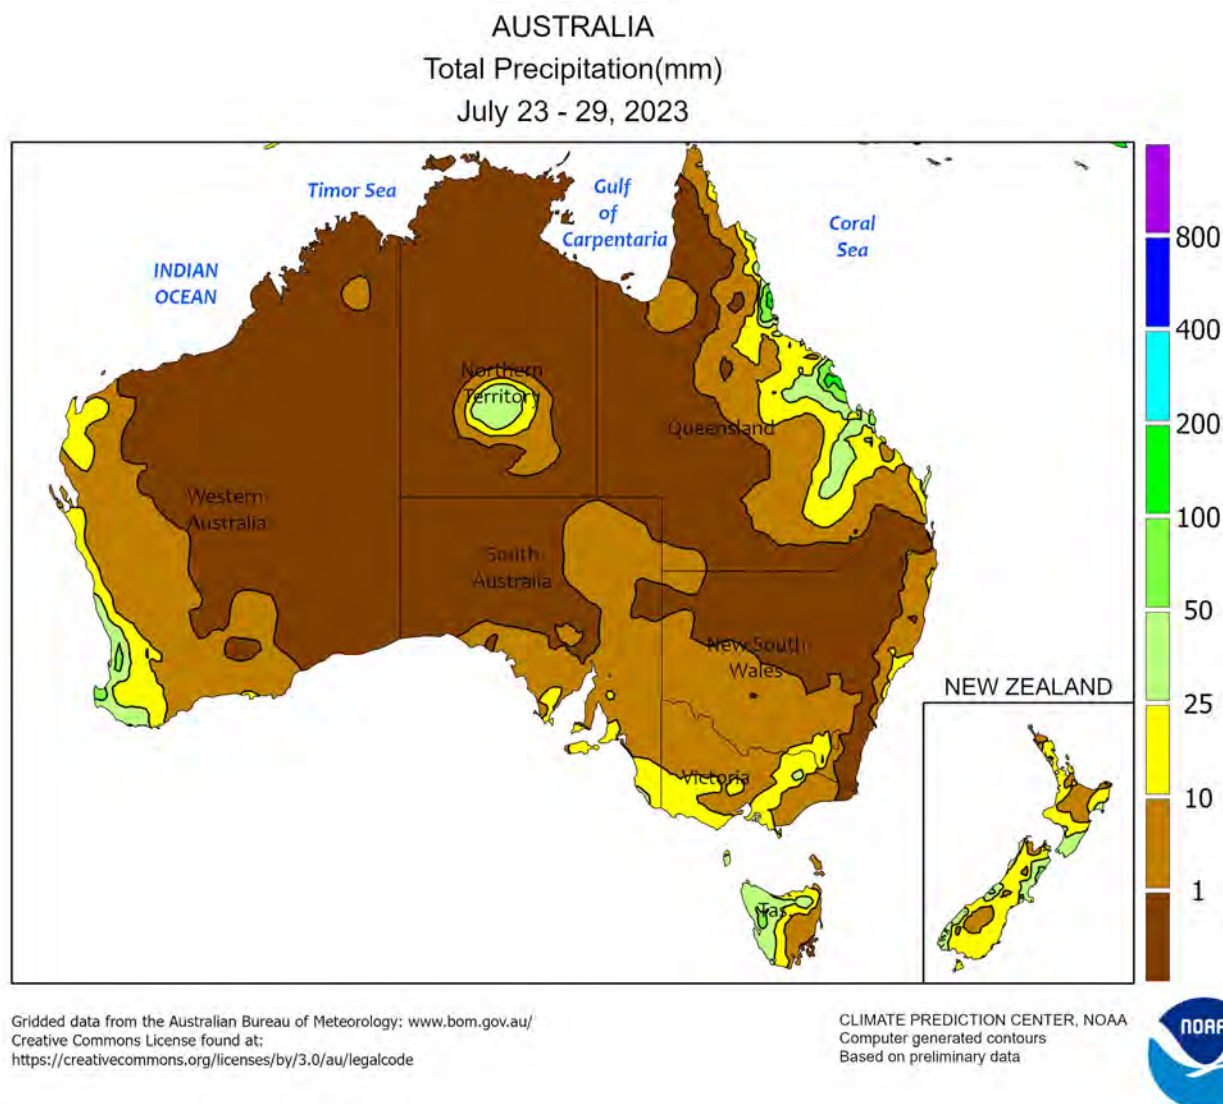 AUSTRALIA
Total Precipitation(mm)
July 23 - 29, 2023
Timor Sea
Gulf
of
Carpentaria
Coral
Sea
INDIAN
OCEAN
800
400
200
100
50
25
10
1
Northern
Territory
Queensland
Western
Australia
South
Australia
New South
Wales
Victoria
Tas
NEW ZEALAND
Gridded data from the Australian Bureau of Meteorology: www.bom.gov.au/
Creative Commons License found at:
https://creativecommons.org/licenses/by/3.0/au/legalcode
CLIMATE PREDICTION CENTER, NOAA
Computer generated contours
Based on preliminary data
NOAA